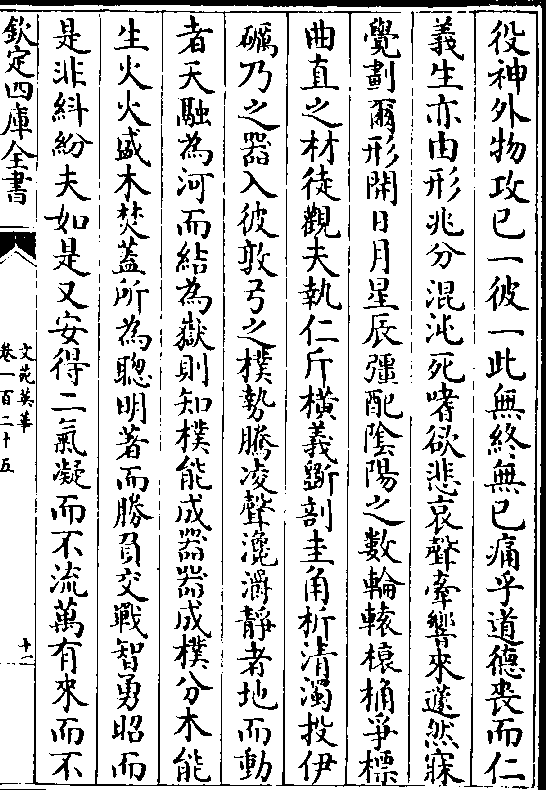 役神外物攻已一彼一此無終無已痛乎道德喪而仁
義生亦由形兆分混沌死嗜欲悲哀聲牽響來蘧然寐
覺劃爾形開日月星辰彊配隂陽之數輪轅榱桷爭標
曲直之材徒觀夫執仁斤横義斵剖圭角析清濁投伊
礪乃之器入彼敦弓之樸勢騰凌聲瀺灂靜者地而動
者天融為河而結為嶽則知樸能成器器成樸分木能
生火火盛木焚蓋所為聰明著而勝負交戰智勇昭而
是非糾紛夫如是又安得二氣凝而不流萬有來而不
欽定四庫全書
文苑英華
卷一百二十五
十一